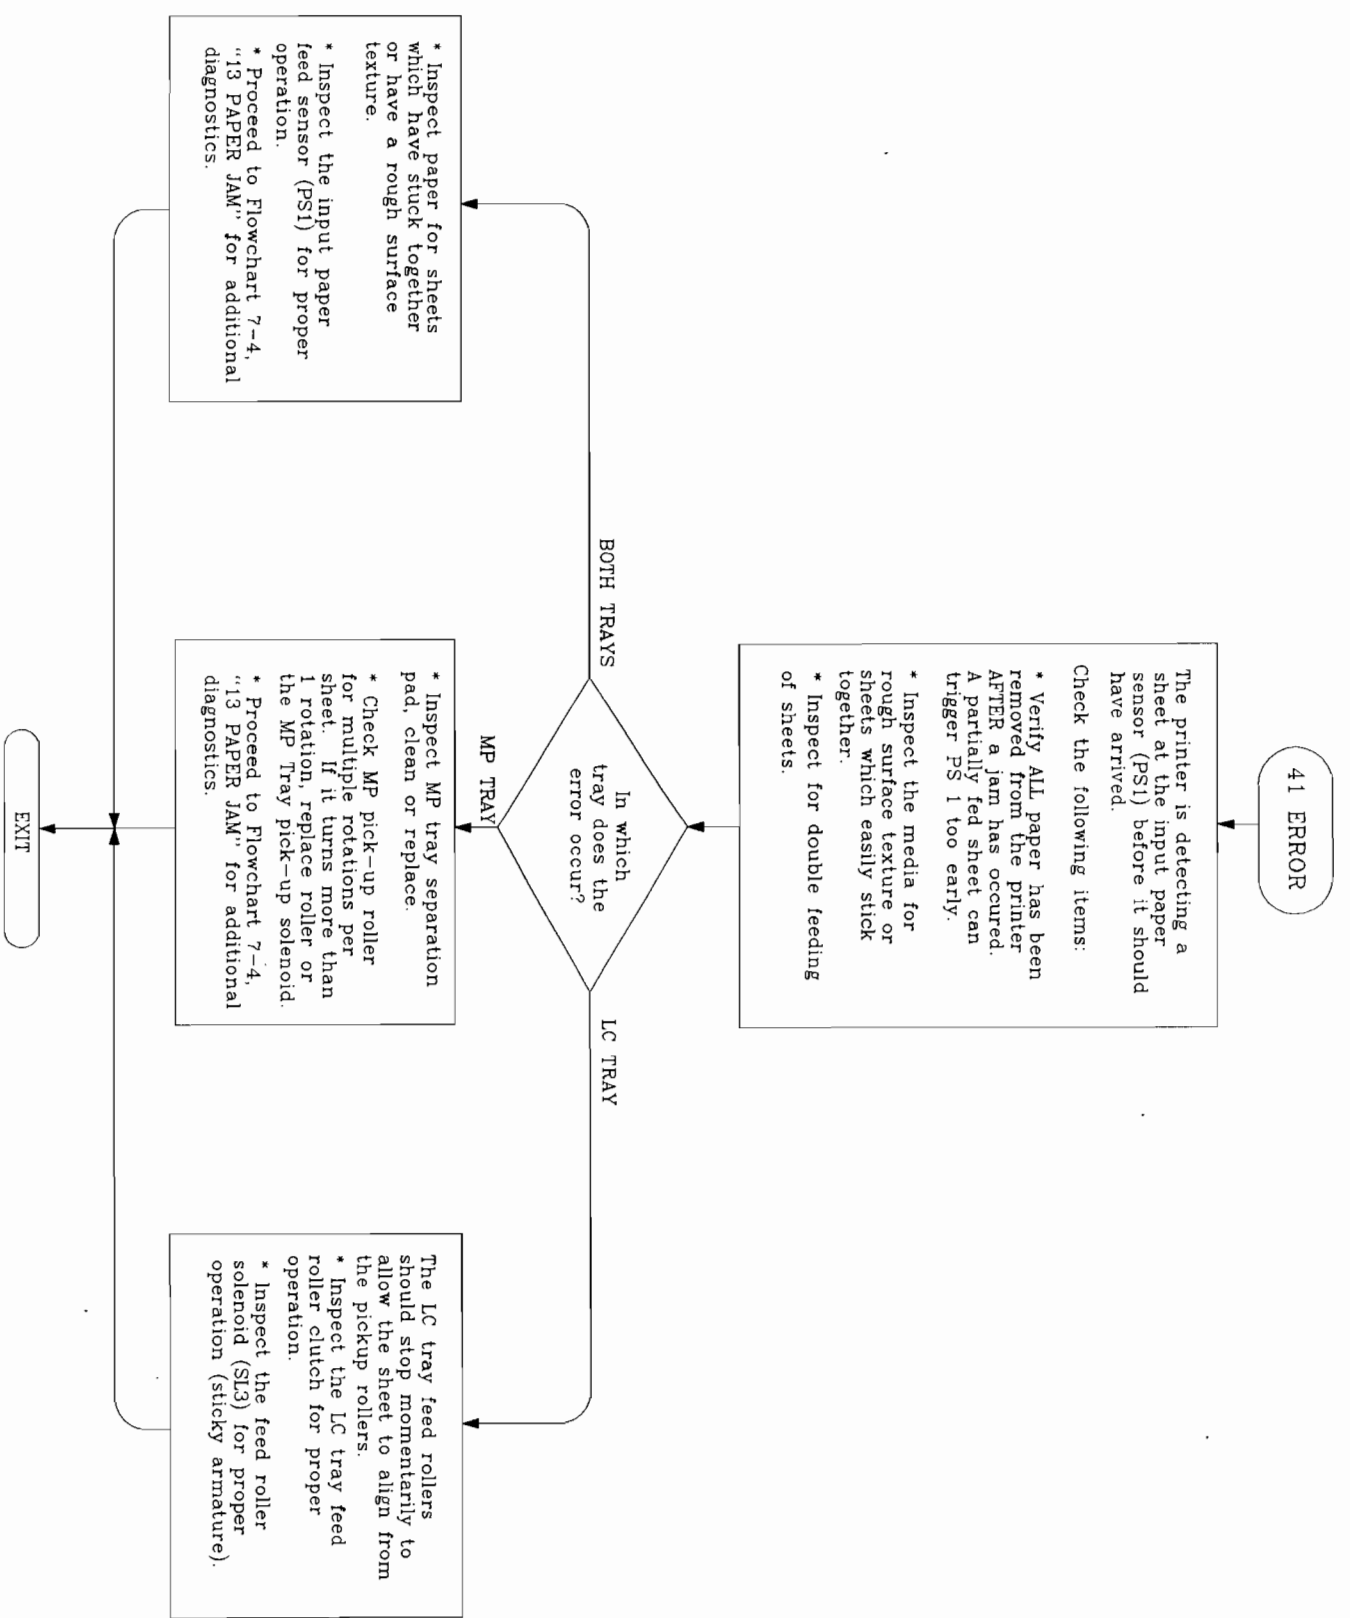 41 ERROR
The printer is detecting a
sheet at the input paper
sensor (PS1) before it should
have arrived.
Check the following items:
* Verify ALL paper has been
removed from the printer
AFTER a jam has occured.
A partially fed sheet can
trigger PS 1 too early.
* Inspect the media for
rough surface texture or
sheets which easily stick
together.
* Inspect for double feeding
of sheets.
In which
tray does the
error occur?
BOTH TRAYS
MP TRAY
LC TRAY
* Inspect paper for sheets
which have stuck together
or have a rough surface
texture.
* Inspect the input paper
feed sensor (PS1) for proper
operation.
* Proceed to Flowchart 7-4,
"13 PAPER JAM" for additional
diagnostics.
* Inspect MP tray separation
pad, clean or replace.
* Check MP pick-up roller
for multiple rotations per
sheet. If it turns more than
1 rotation, replace roller or
the MP Tray pick-up solenoid.
* Proceed to Flowchart 7-4,
"13 PAPER JAM" for additional
diagnostics.
The LC tray feed rollers
should stop momentarily to
allow the sheet to align from
the pickup rollers.
* Inspect the LC tray feed
roller clutch for proper
operation.
* Inspect the feed roller
solenoid (SL3) for proper
operation (sticky armature).
EXIT